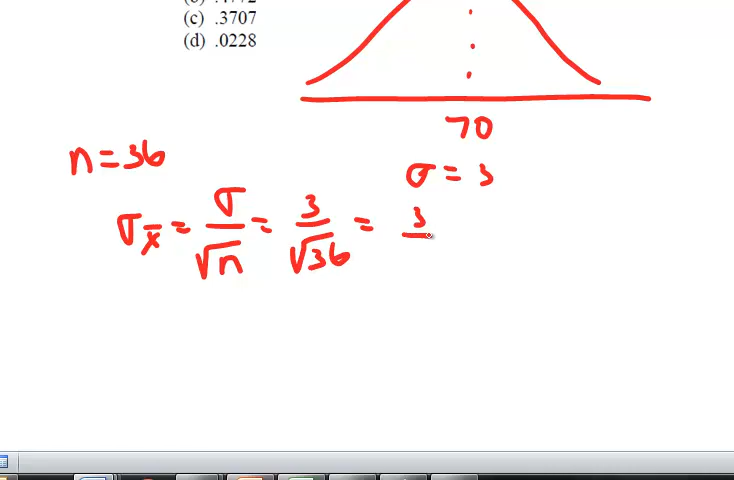 (c) .3707
(d) .0228
70
n = 36
σ = 3
σx̄ = σ/√n = 3/√36 = 3/